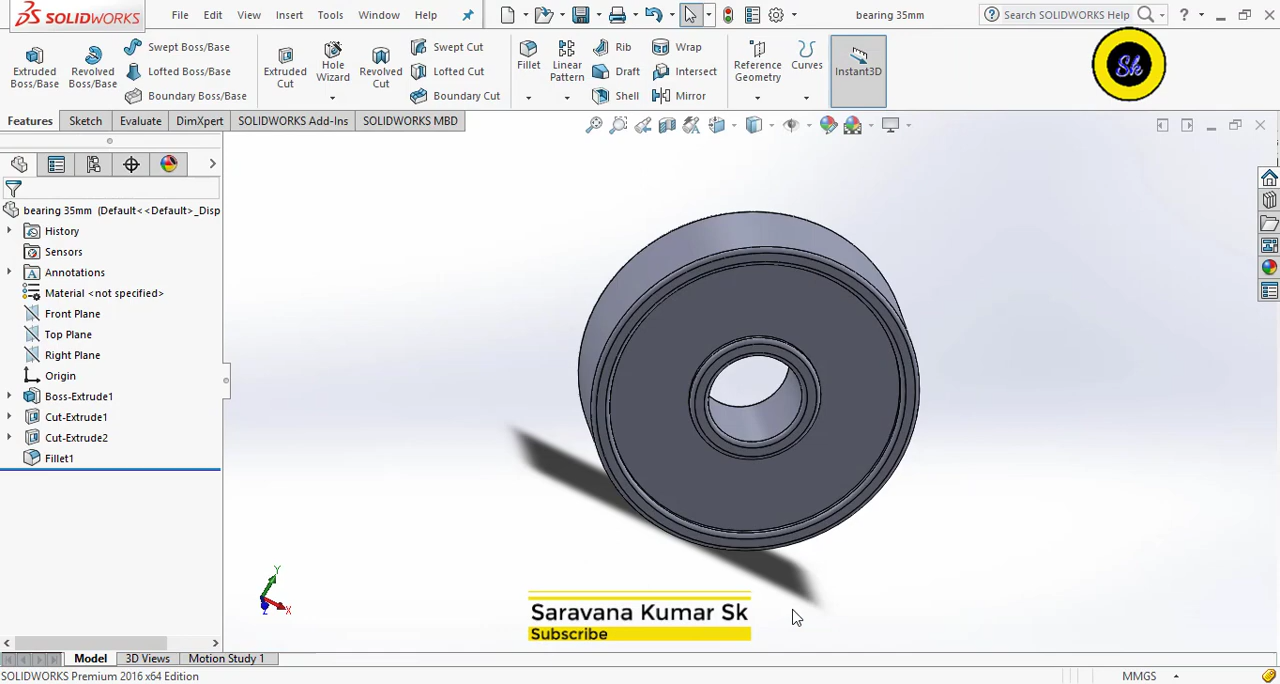 SOLIDWORKS
File Edit View Insert Tools Window Help
bearing 35mm
Search SOLIDWORKS Help
?
Extruded Boss/Base
Revolved Boss/Base
Swept Boss/Base
Lofted Boss/Base
Boundary Boss/Base
Extruded Cut
Hole Wizard
Revolved Cut
Swept Cut
Lofted Cut
Boundary Cut
Fillet
Linear Pattern
Rib
Draft
Shell
Wrap
Intersect
Mirror
Reference Geometry
Curves
Instant3D
Sk
Features Sketch Evaluate DimXpert SOLIDWORKS Add-Ins SOLIDWORKS MBD
bearing 35mm (Default<<Default>_Disp
History
Sensors
Annotations
Material <not specified>
Front Plane
Top Plane
Right Plane
Origin
Boss-Extrude1
Cut-Extrude1
Cut-Extrude2
Fillet1
Y
X
Z
Saravana Kumar Sk
Subscribe
Model 3D Views Motion Study 1
SOLIDWORKS Premium 2016 x64 Edition
MMGS